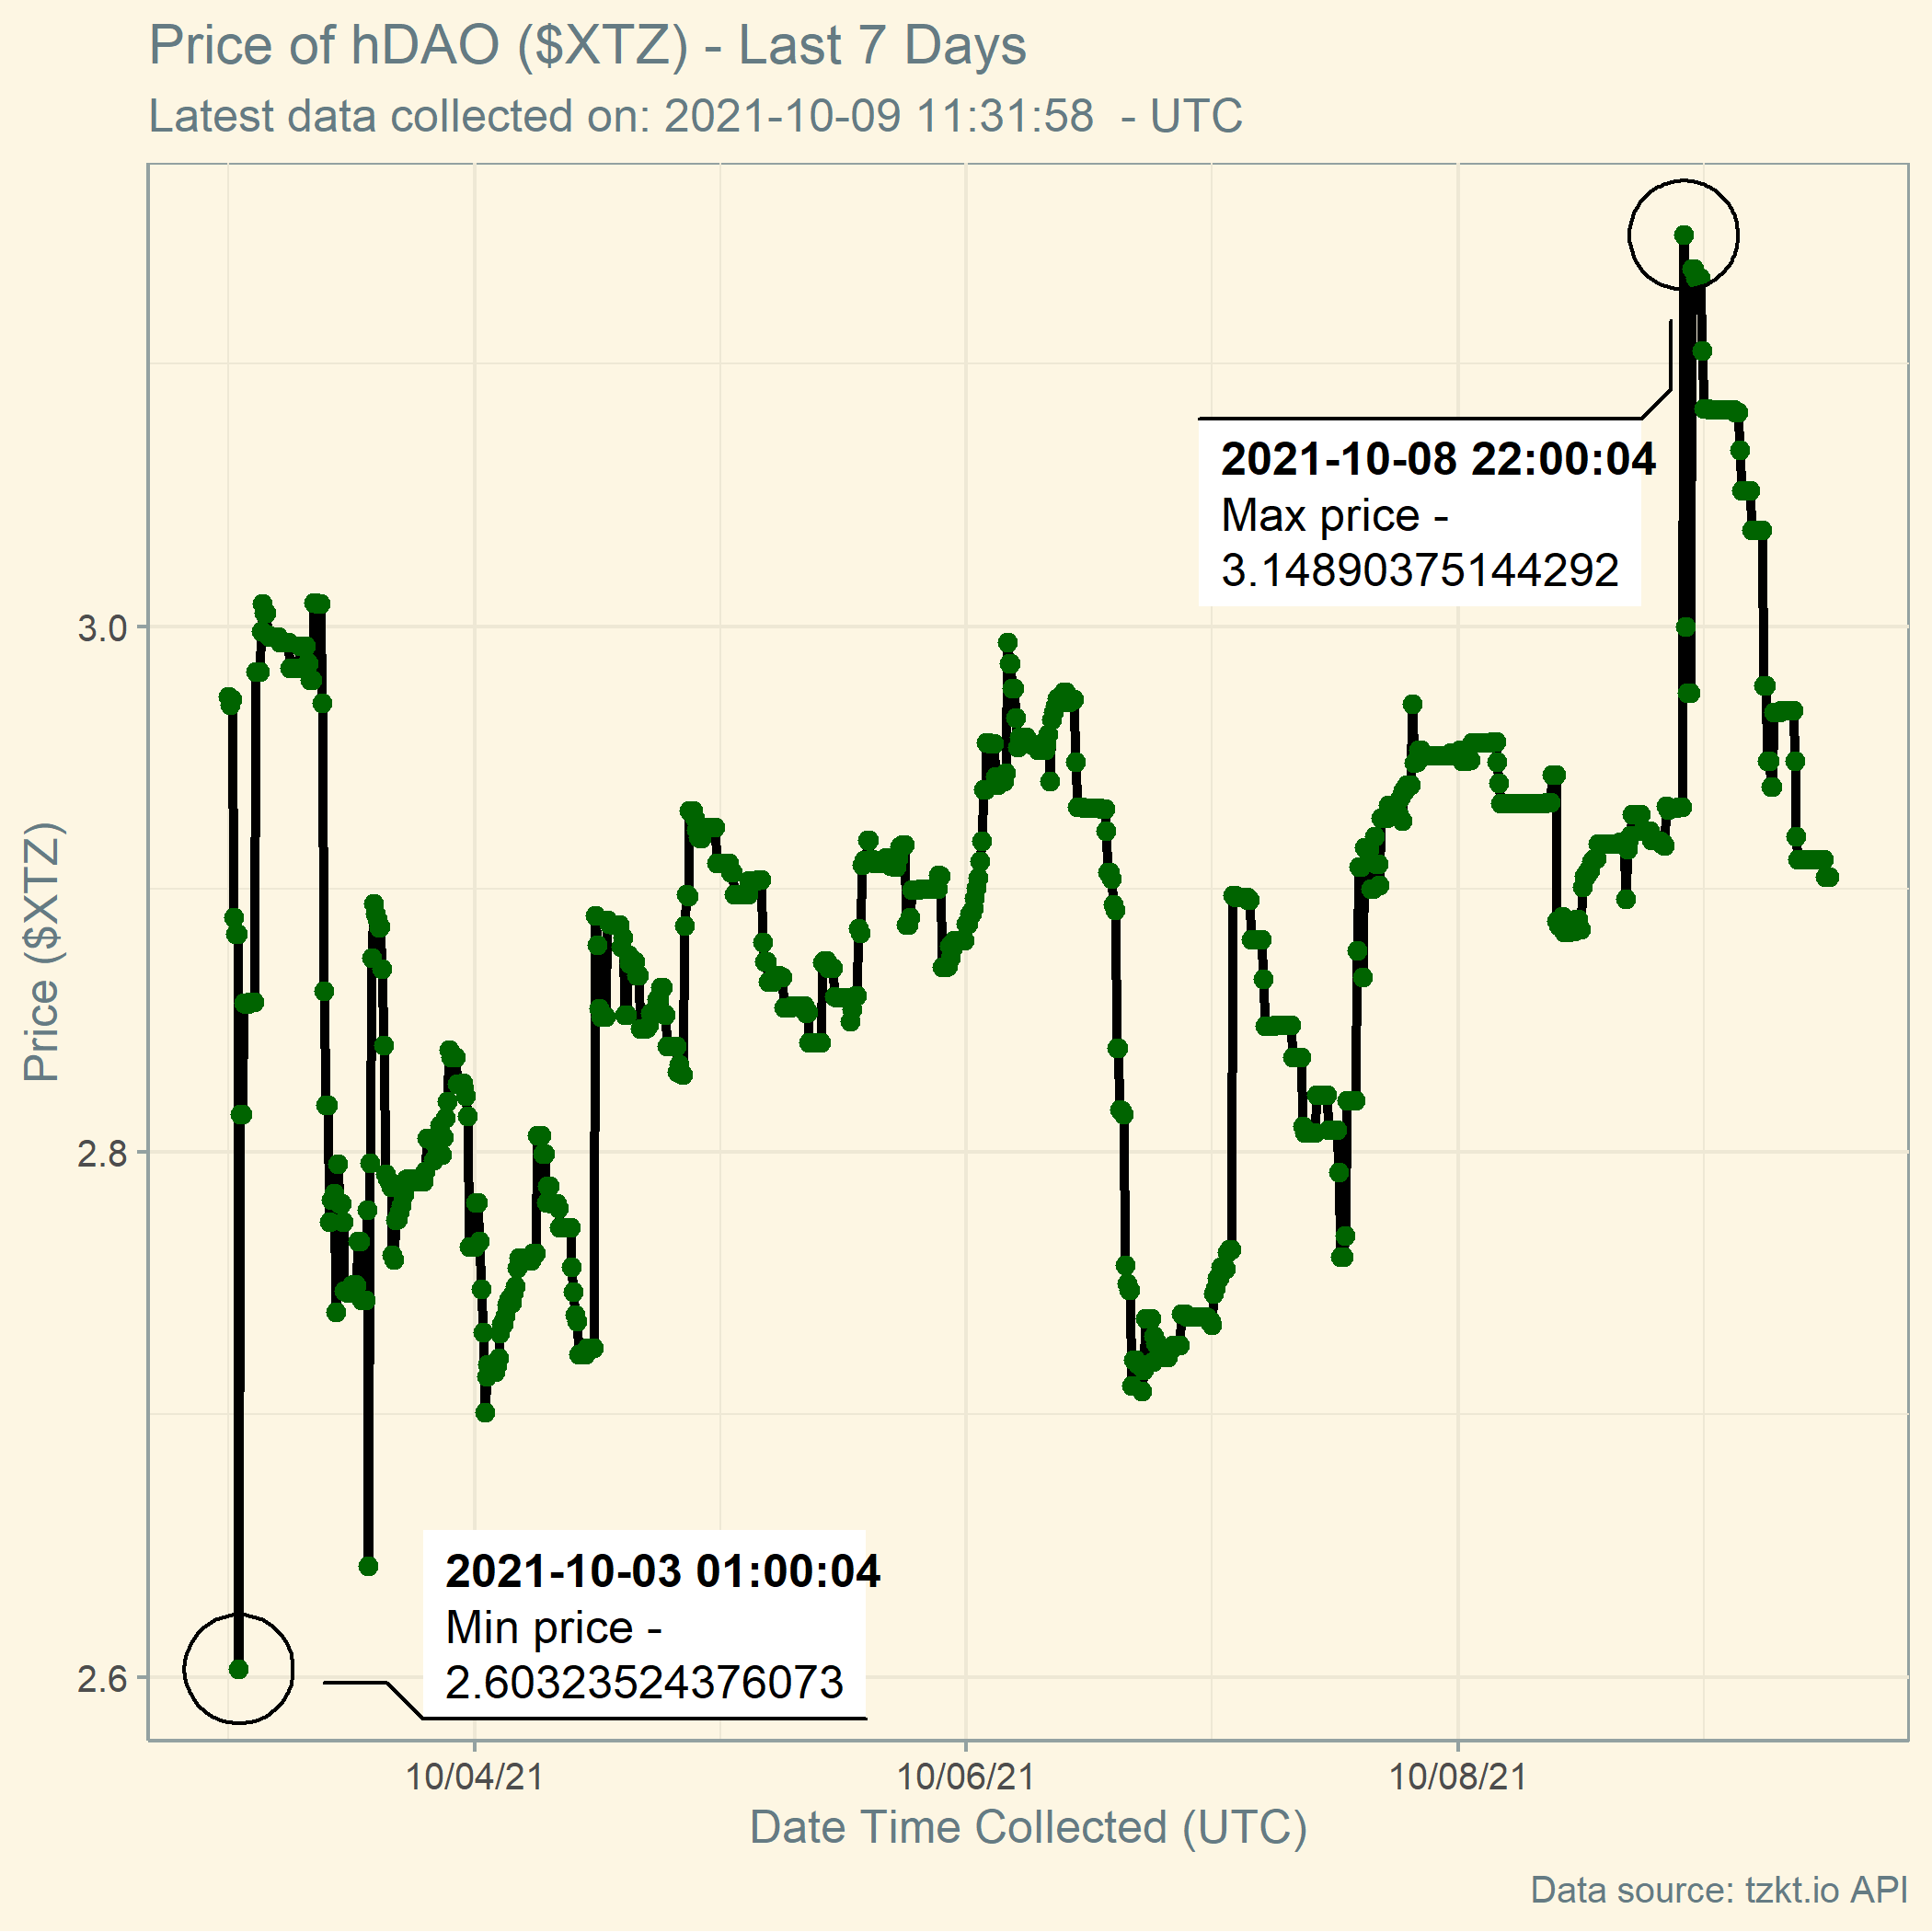 Price of hDAO ($XTZ) - Last 7 Days
Latest data collected on: 2021-10-09 11:31:58  - UTC
2021-10-08 22:00:04
Max price -
3.14890375144292
3.0
2.8
2.6
Price ($XTZ)
2021-10-03 01:00:04
Min price -
2.60323524376073
10/04/21
10/06/21
10/08/21
Date Time Collected (UTC)
Data source: tzkt.io API